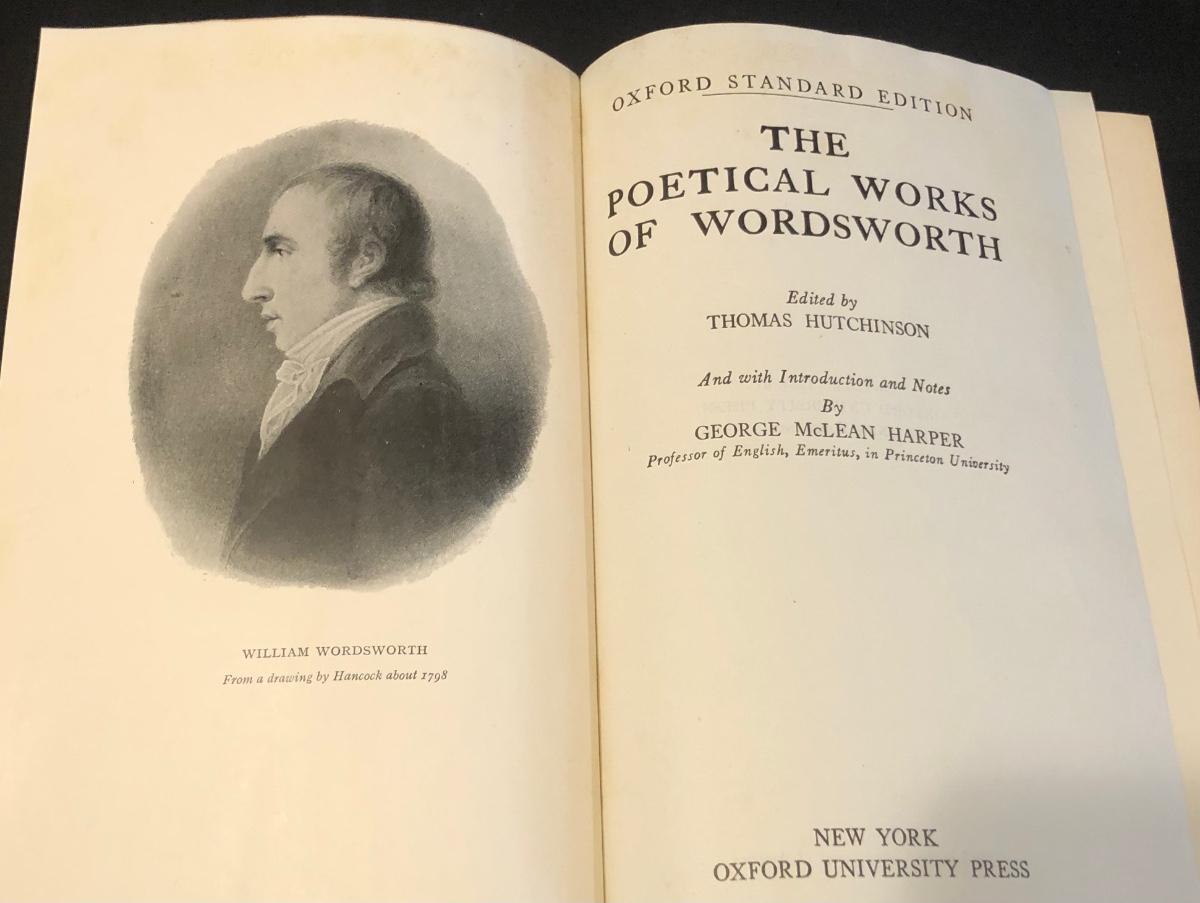 WILLIAM WORDSWORTH
From a drawing by Hancock about 1798
OXFORD STANDARD EDITION
THE
POETICAL WORKS
OF WORDSWORTH
Edited by
THOMAS HUTCHINSON
And with Introduction and Notes
By
GEORGE McLEAN HARPER
Professor of English, Emeritus, in Princeton University
NEW YORK
OXFORD UNIVERSITY PRESS